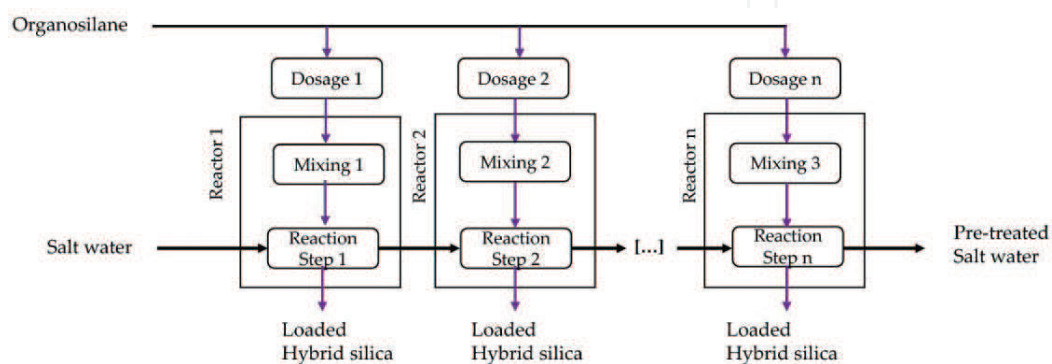 Organosilane
Dosage 1
Dosage 2
Dosage n
Reactor 1
Mixing 1
Reactor 2
Mixing 2
Reactor n
Mixing 3
Salt water
Reaction
Step 1
Reaction
Step 2
[...]
Reaction
Step n
Pre-treated
Salt water
Loaded
Hybrid silica
Loaded
Hybrid silica
Loaded
Hybrid silica